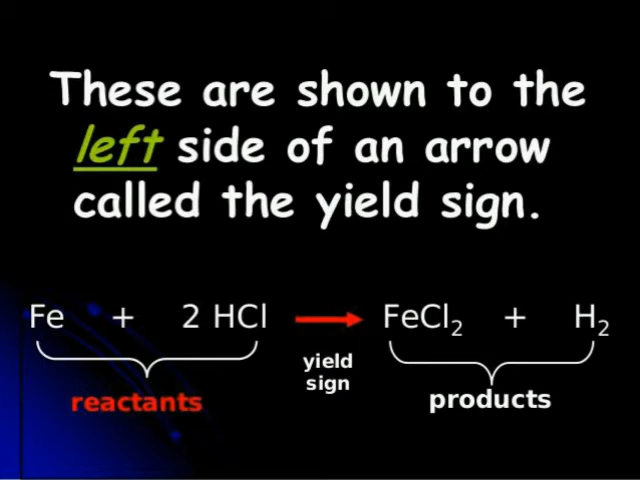 These are shown to the
left side of an arrow
called the yield sign.
Fe + 2 HCl → FeCl₂ + H₂
yield
sign
reactants
products